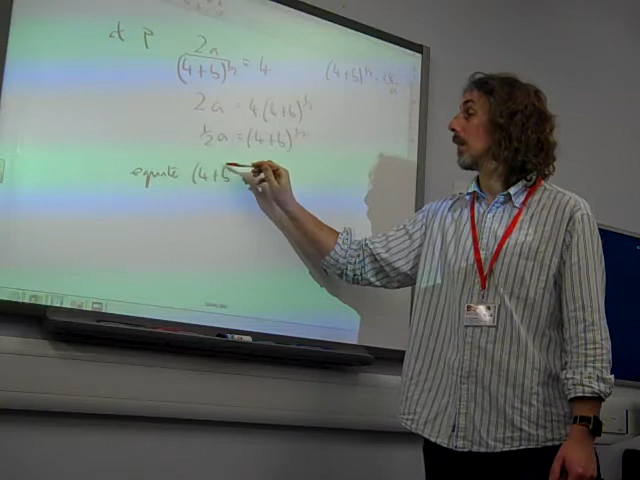 at P 2a/(4+b)^½ = 4 (4+b)^½ =
2a = 4(4+b)^½
½a = (4+b)^½
equate (4+b